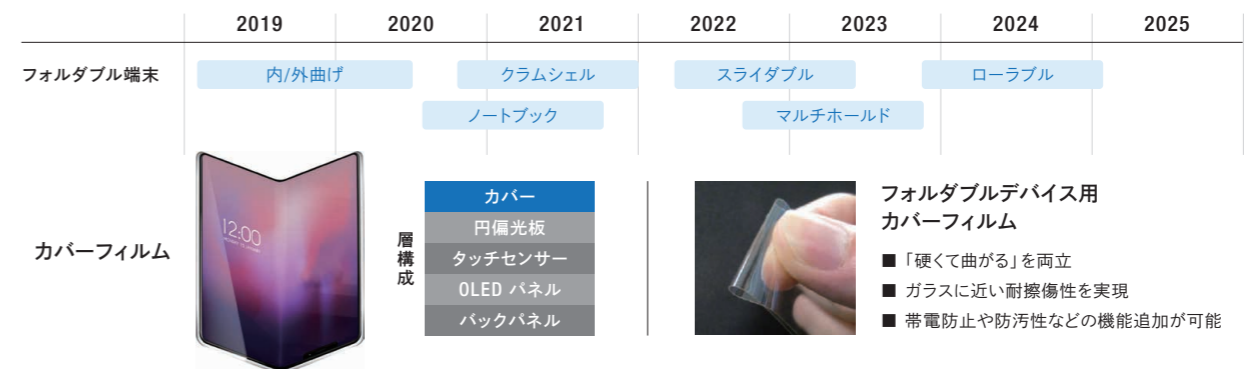 2019 2020 2021 2022 2023 2024 2025
フォルダブル端末 内/外曲げ クラムシェル スライダブル ローラブル
ノートブック マルチホールド
カバーフィルム
12:00
層構成
カバー
円偏光板
タッチセンサー
OLED パネル
バックパネル
フォルダブルデバイス用
カバーフィルム
■ 「硬くて曲がる」を両立
■ ガラスに近い耐擦傷性を実現
■ 帯電防止や防汚性などの機能追加が可能